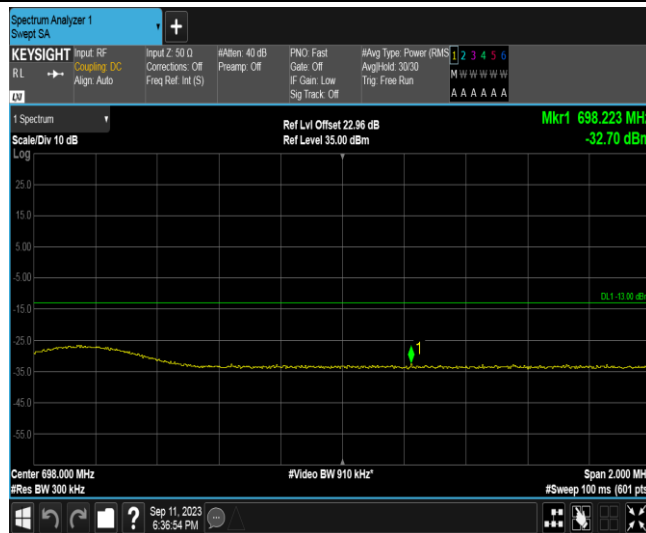 Spectrum Analyzer 1
Swept SA
+
KEYSIGHT
RL
LXI
Input: RF
Coupling: DC
Align: Auto
Input Z: 50 Ω
Corrections: Off
Freq Ref: Int (S)
#Atten: 40 dB
Preamp: Off
PNO: Fast
Gate: Off
IF Gain: Low
Sig Track: Off
#Avg Type: Power (RMS
Avg|Hold: 30/30
Trig: Free Run
1 2 3 4 5 6
M W W W W W
A A A A A A
1 Spectrum
Scale/Div 10 dB
Log
Ref Lvl Offset 22.96 dB
Ref Level 35.00 dBm
Mkr1 698.223 MHz
-32.70 dBm
25.0
15.0
5.00
-5.00
DL1 -13.00 dBm
-15.0
-25.0
1
-35.0
-45.0
-55.0
Center 698.000 MHz
#Res BW 300 kHz
#Video BW 910 kHz*
Span 2.000 MHz
#Sweep 100 ms (601 pts)
?
Sep 11, 2023
6:36:54 PM